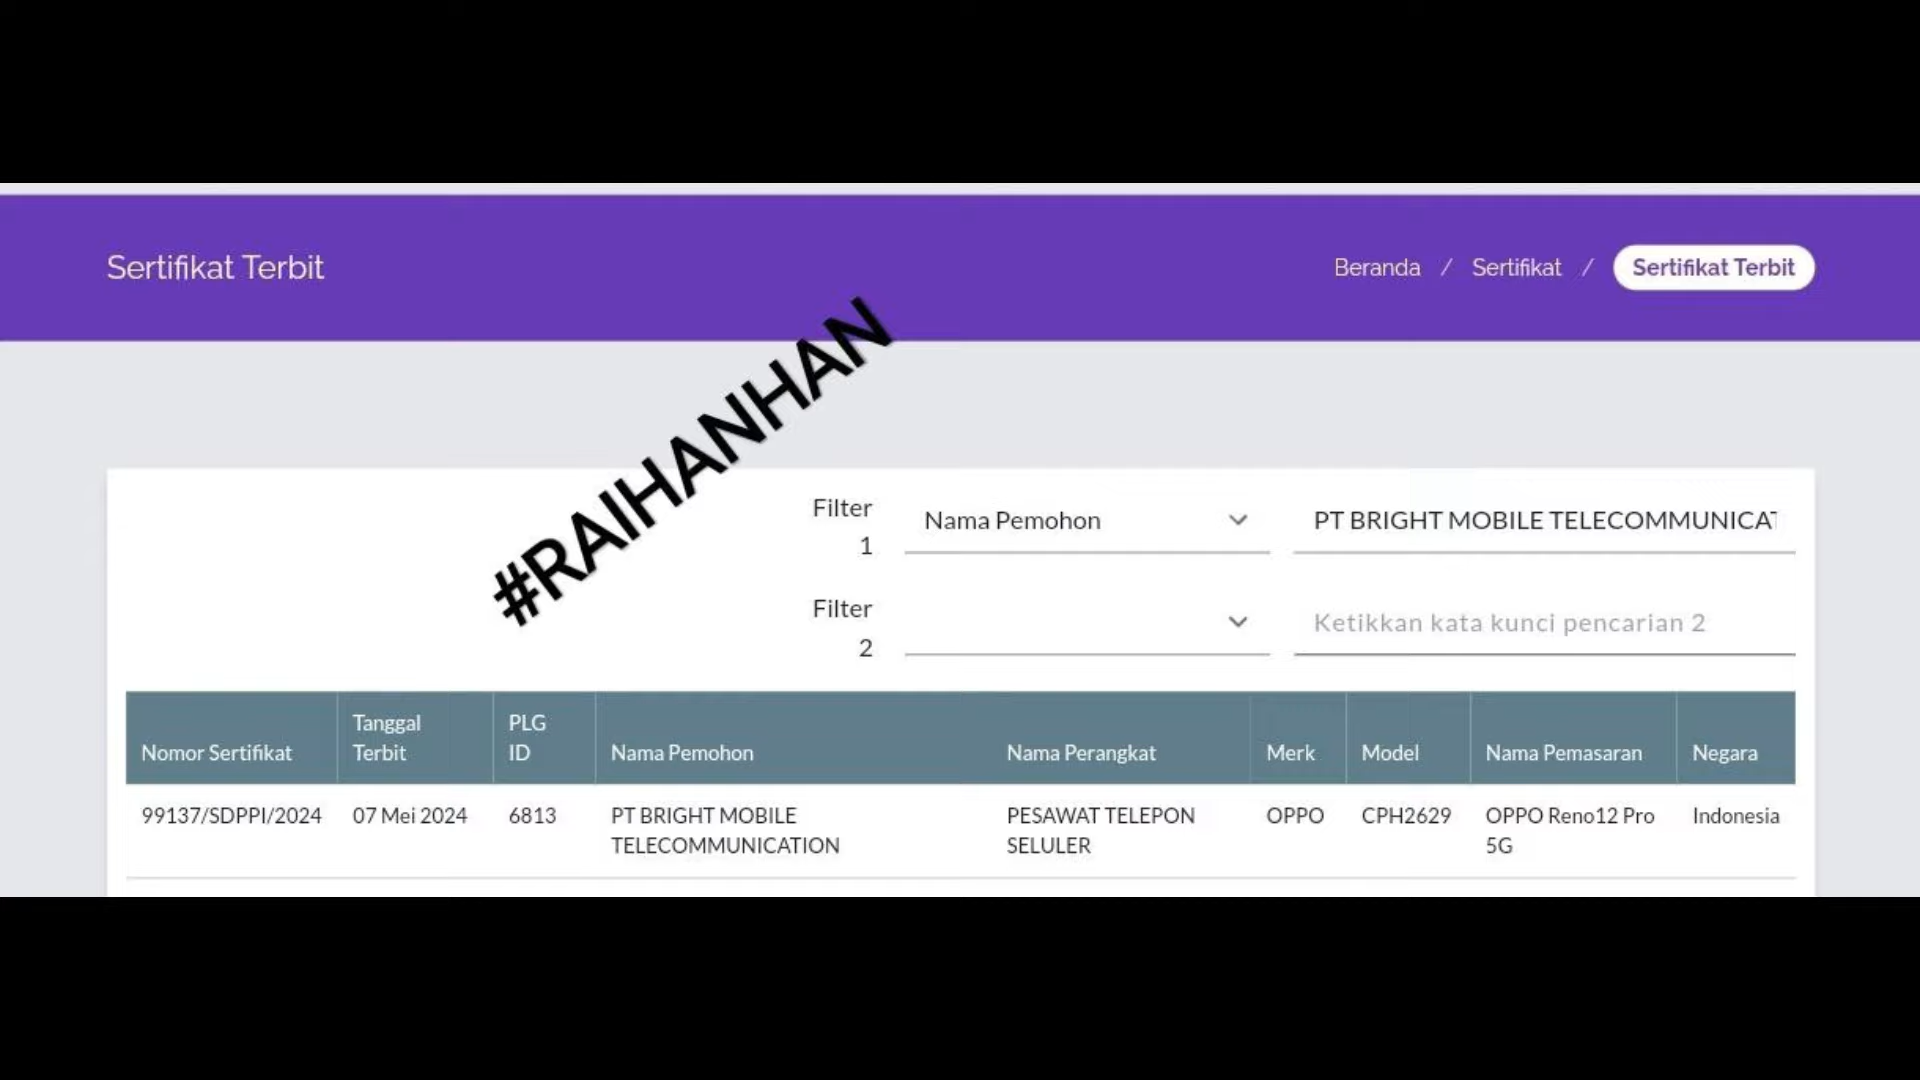 Sertifikat Terbit
Beranda / Sertifikat / Sertifikat Terbit
#RAIHANHAN
Filter 1
Nama Pemohon
PT BRIGHT MOBILE TELECOMMUNICAT
Filter 2
Ketikkan kata kunci pencarian 2
Nomor Sertifikat
Tanggal Terbit
PLG ID
Nama Pemohon
Nama Perangkat
Merk
Model
Nama Pemasaran
Negara
99137/SDPPI/2024
07 Mei 2024
6813
PT BRIGHT MOBILE
TELECOMMUNICATION
PESAWAT TELEPON
SELULER
OPPO
CPH2629
OPPO Reno12 Pro
5G
Indonesia